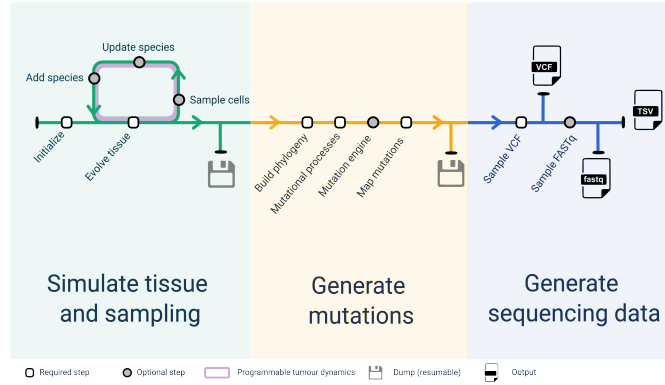 Update species
Add species
Sample cells
Initialize
Evolve tissue
Build phylogeny
Mutational processes
Mutation engine
Map mutations
VCF
TSV
Sample VCF
Sample FASTq
fastq
Simulate tissue
and sampling
Generate
mutations
Generate
sequencing data
Required step
Optional step
Programmable tumour dynamics
Dump (resumable)
Output